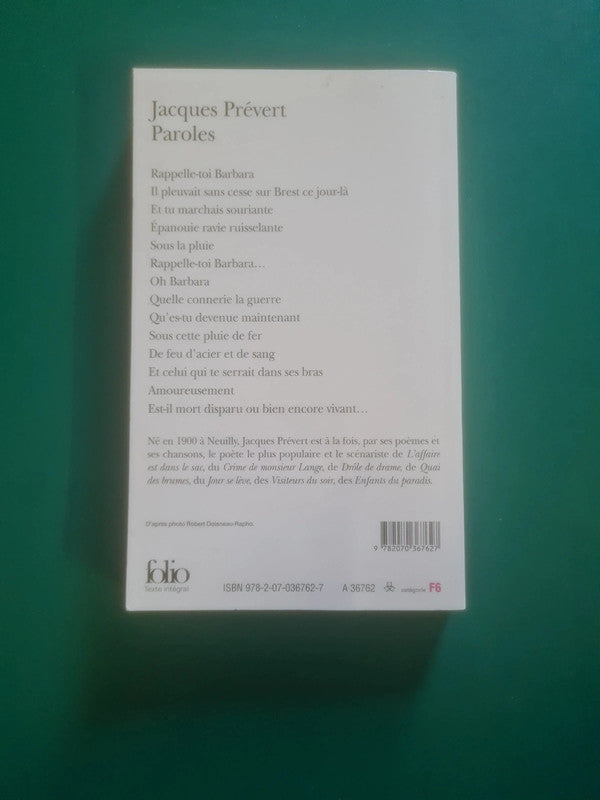 Jacques Prévert
Paroles
Rappelle-toi Barbara
Il pleuvait sans cesse sur Brest ce jour-là
Et tu marchais souriante
Épanouie ravie ruisselante
Sous la pluie
Rappelle-toi Barbara…
Oh Barbara
Quelle connerie la guerre
Qu'es-tu devenue maintenant
Sous cette pluie de fer
De feu d'acier et de sang
Et celui qui te serrait dans ses bras
Amoureusement
Est-il mort disparu ou bien encore vivant…
Né en 1900 à Neuilly, Jacques Prévert est à la fois, par ses poèmes et
ses chansons, le poète le plus populaire et le scénariste de L'affaire
est dans le sac, du Crime de monsieur Lange, de Drôle de drame, de Quai
des brumes, du Jour se lève, des Visiteurs du soir, des Enfants du paradis.
D'après photo Robert Doisneau-Rapho.
9 782070 367627
folio
Texte intégral
ISBN 978-2-07-036762-7 A 36762 catégorie F6